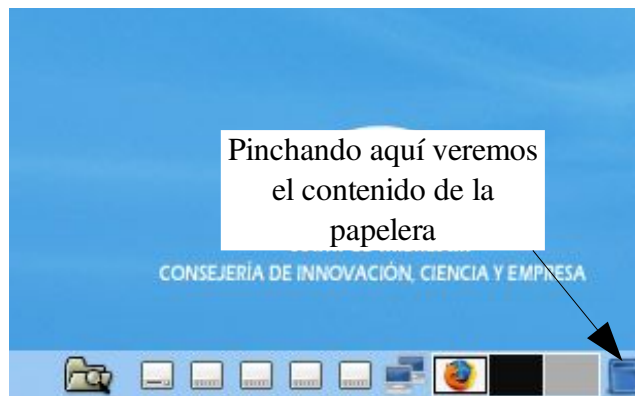 Pinchando aquí veremos
el contenido de la
papelera
CONSEJERÍA DE INNOVACIÓN, CIENCIA Y EMPRESA